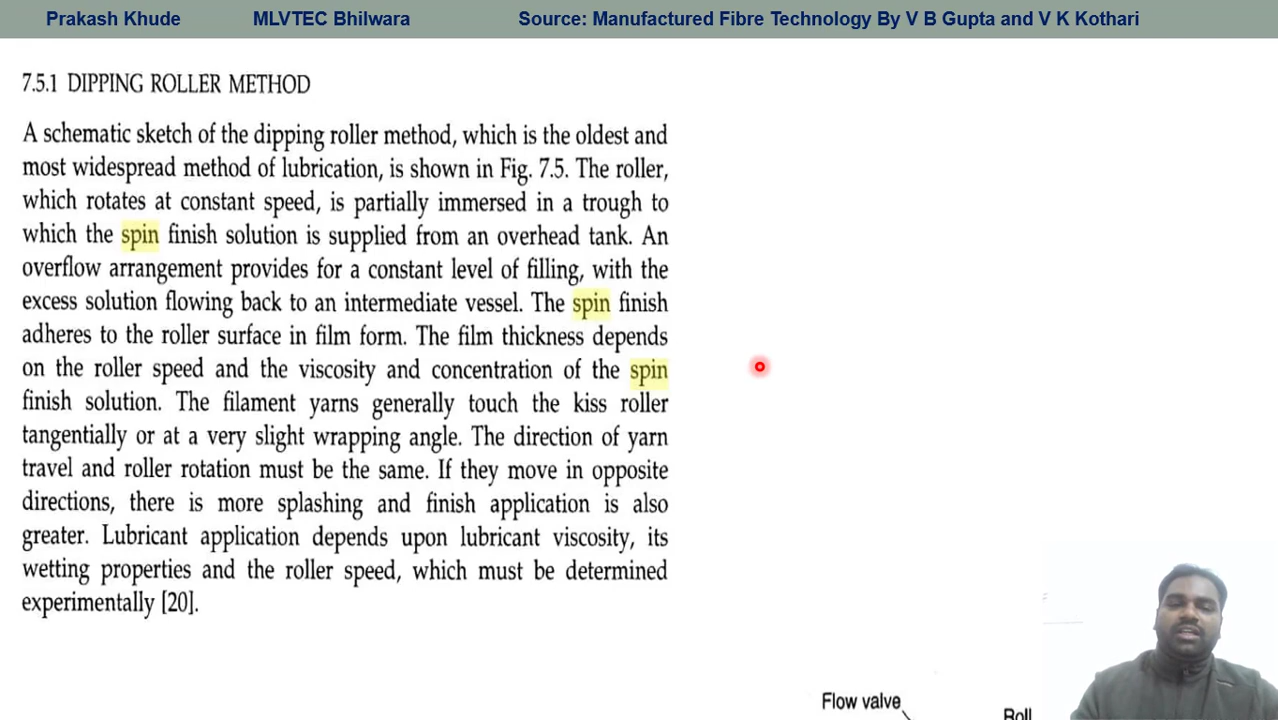 Prakash Khude MLVTEC Bhilwara Source: Manufactured Fibre Technology By V B Gupta and V K Kothari
7.5.1 DIPPING ROLLER METHOD
A schematic sketch of the dipping roller method, which is the oldest and
most widespread method of lubrication, is shown in Fig. 7.5. The roller,
which rotates at constant speed, is partially immersed in a trough to
which the spin finish solution is supplied from an overhead tank. An
overflow arrangement provides for a constant level of filling, with the
excess solution flowing back to an intermediate vessel. The spin finish
adheres to the roller surface in film form. The film thickness depends
on the roller speed and the viscosity and concentration of the spin
finish solution. The filament yarns generally touch the kiss roller
tangentially or at a very slight wrapping angle. The direction of yarn
travel and roller rotation must be the same. If they move in opposite
directions, there is more splashing and finish application is also
greater. Lubricant application depends upon lubricant viscosity, its
wetting properties and the roller speed, which must be determined
experimentally [20].
Flow valve
Roll